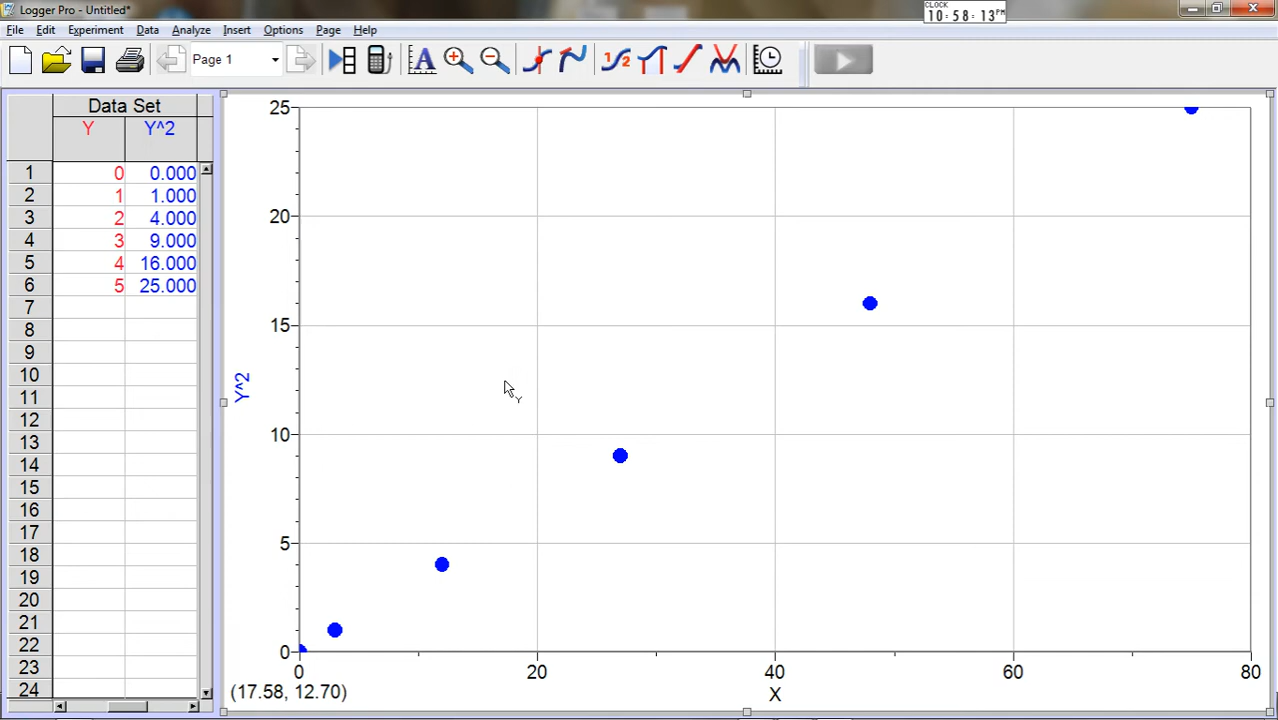 Logger Pro - Untitled*
CLOCK
10:58:13PM
File Edit Experiment Data Analyze Insert Options Page Help
Page 1
Data Set
Y Y^2
1 0 0.000
2 1 1.000
3 2 4.000
4 3 9.000
5 4 16.000
6 5 25.000
7
8
9
10
11
12
13
14
15
16
17
18
19
20
21
22
23
24
25
20
15
10
5
0
Y^2
0 20 40 60 80
(17.58, 12.70)
X